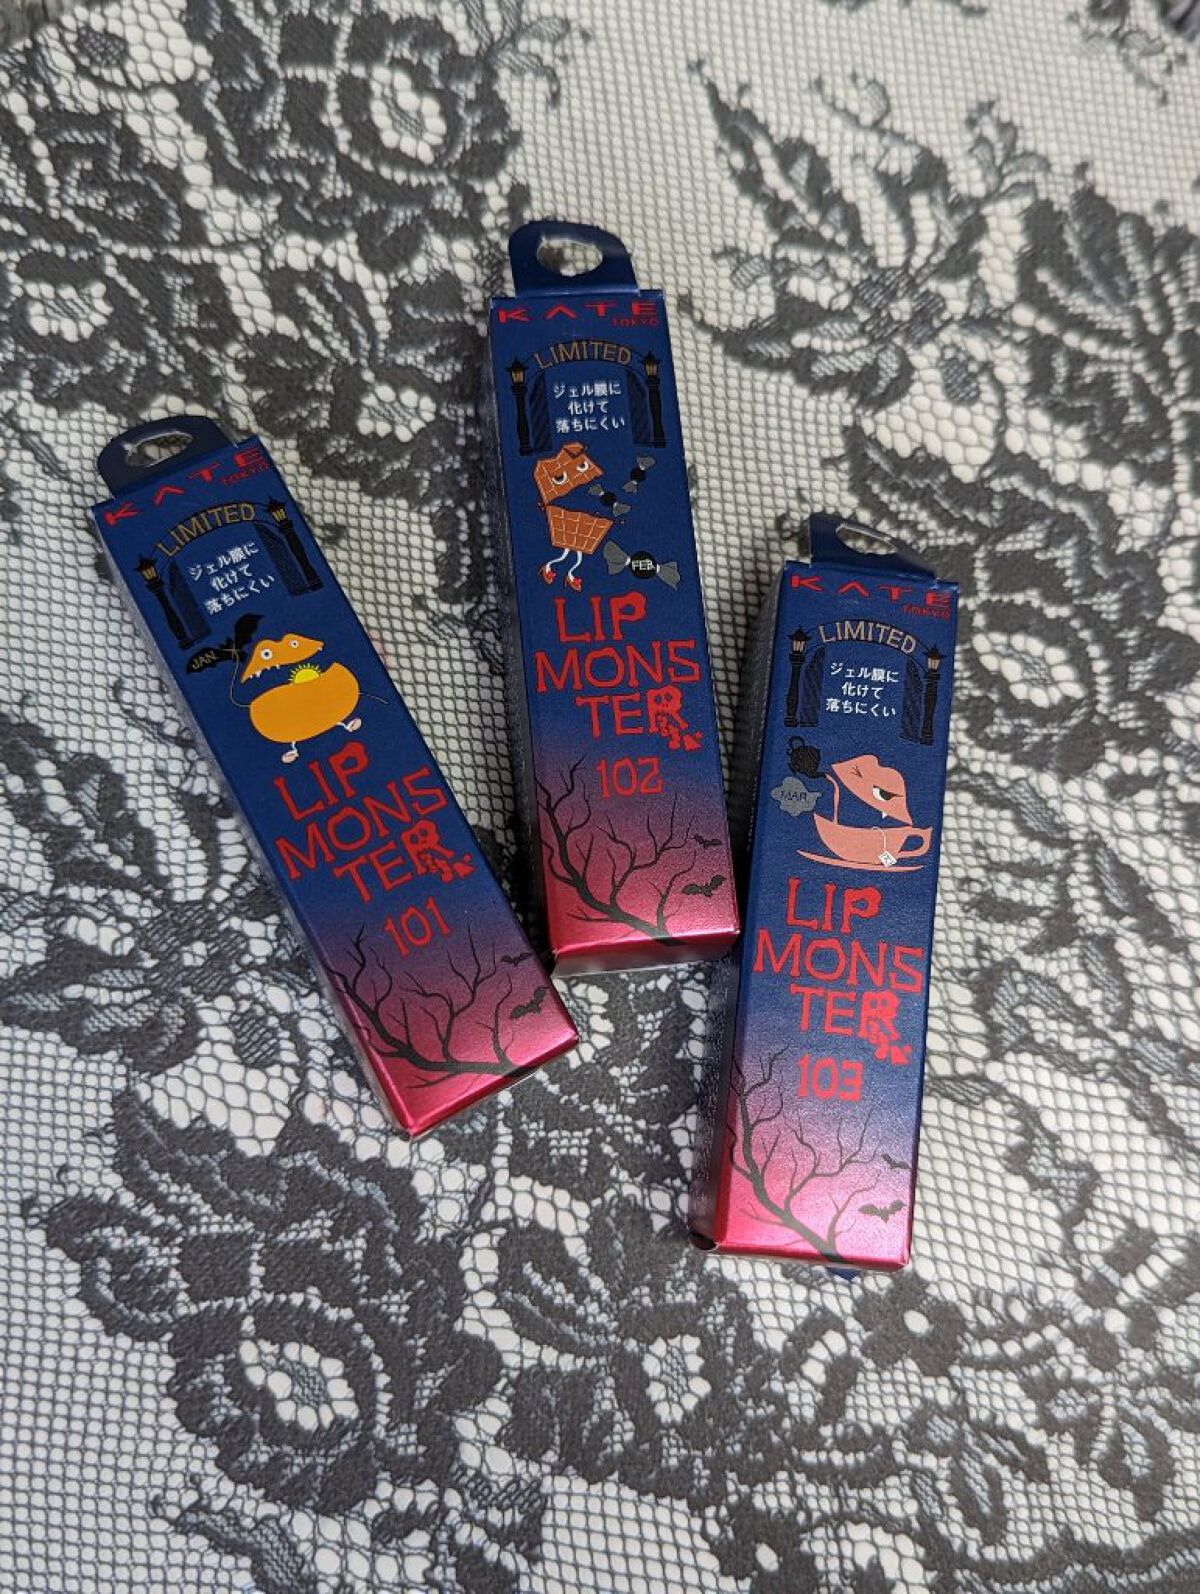 KATE
TOKYO
LIMITED
ジェル膜に
化けて
落ちにくい
JAN
LIP
MONS
TER
101
KATE
TOKYO
LIMITED
ジェル膜に
化けて
落ちにくい
FEB
LIP
MONS
TER
102
KATE
TOKYO
LIMITED
ジェル膜に
化けて
落ちにくい
MAR
LIP
MONS
TER
103